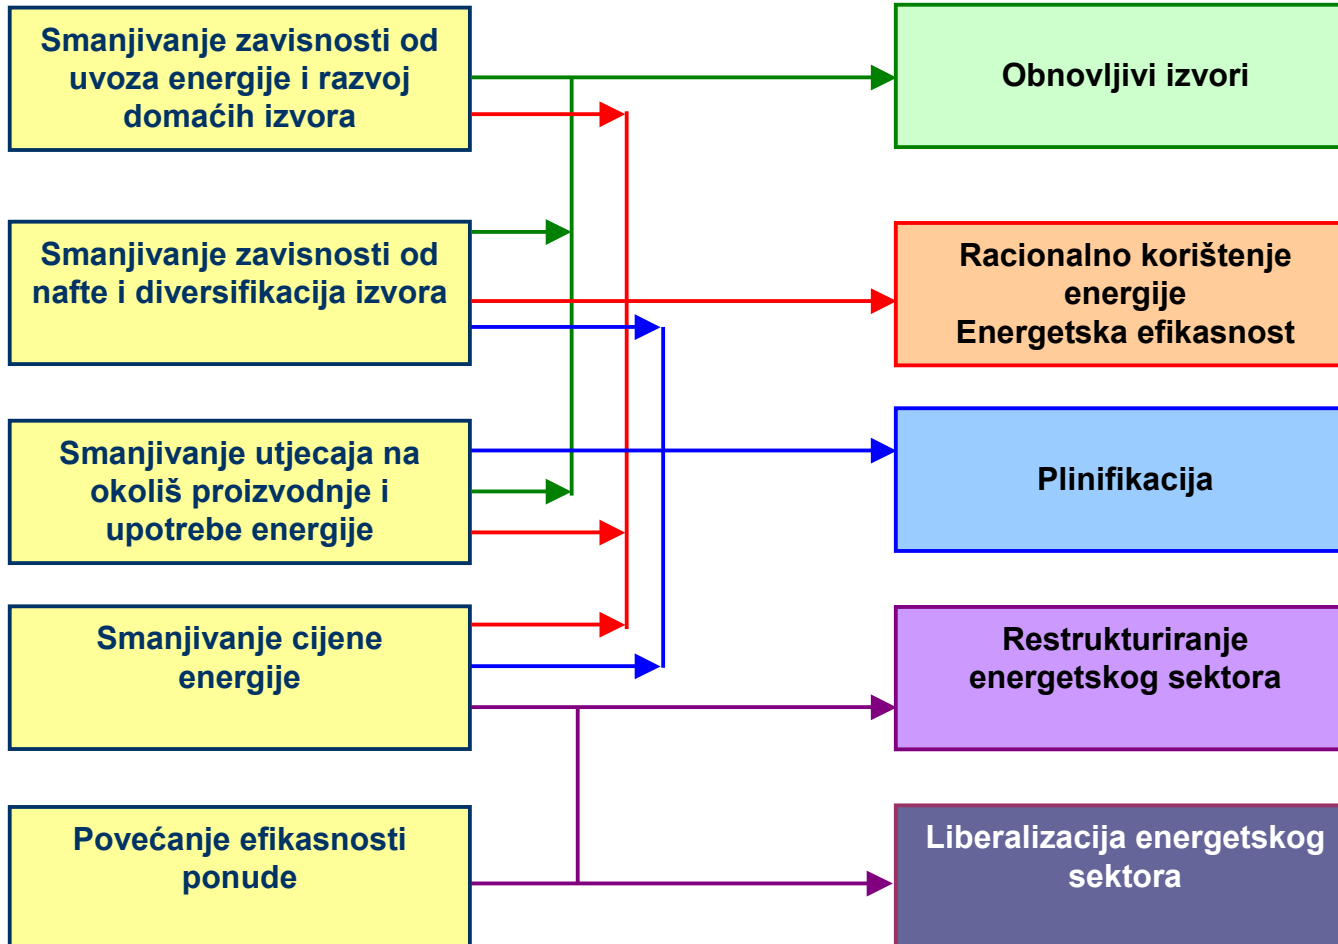 Smanjivanje zavisnosti od
uvoza energije i razvoj
domaćih izvora
Obnovljivi izvori
Smanjivanje zavisnosti od
nafte i diversifikacija izvora
Racionalno korištenje
energije
Energetska efikasnost
Smanjivanje utjecaja na
okoliš proizvodnje i
upotrebe energije
Plinifikacija
Smanjivanje cijene
energije
Restrukturiranje
energetskog sektora
Povećanje efikasnosti
ponude
Liberalizacija energetskog
sektora